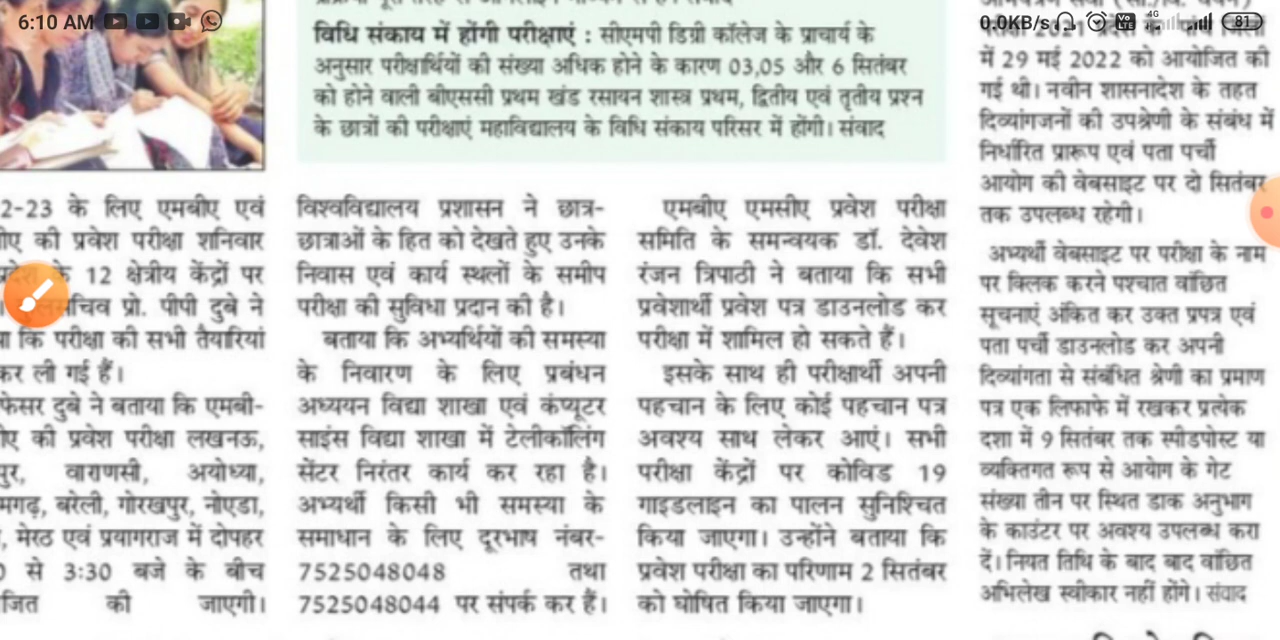 6:10 AM
0.0KB/s
4G
81
विधि संकाय में होंगी परीक्षाएं : सीएमपी डिग्री कॉलेज के प्राचार्य के
अनुसार परीक्षार्थियों की संख्या अधिक होने के कारण 03,05 और 6 सितंबर
को होने वाली बीएससी प्रथम खंड रसायन शास्त्र प्रथम, द्वितीय एवं तृतीय प्रश्न
के छात्रों की परीक्षाएं महाविद्यालय के विधि संकाय परिसर में होंगी। संवाद
2-23 के लिए एमबीए एवं
ीए की प्रवेश परीक्षा शनिवार
के 12 क्षेत्रीय केंद्रों पर
प्रो. पीपी दुबे ने
कि परीक्षा की सभी तैयारियां
कर ली गई हैं।
फेसर दुबे ने बताया कि एमबी-
ीए की प्रवेश परीक्षा लखनऊ,
पुर, वाराणसी, अयोध्या,
मगढ़, बरेली, गोरखपुर, नोएडा,
, मेरठ एवं प्रयागराज में दोपहर
से 3:30 बजे के बीच
जित की जाएगी।
विश्वविद्यालय प्रशासन ने छात्र-
छात्राओं के हित को देखते हुए उनके
निवास एवं कार्य स्थलों के समीप
परीक्षा की सुविधा प्रदान की है।
बताया कि अभ्यर्थियों की समस्या
के निवारण के लिए प्रबंधन
अध्ययन विद्या शाखा एवं कंप्यूटर
साइंस विद्या शाखा में टेलीकॉलिंग
सेंटर निरंतर कार्य कर रहा है।
अभ्यर्थी किसी भी समस्या के
समाधान के लिए दूरभाष नंबर-
7525048048 तथा
7525048044 पर संपर्क कर हैं।
एमबीए एमसीए प्रवेश परीक्षा
समिति के समन्वयक डॉ. देवेश
रंजन त्रिपाठी ने बताया कि सभी
प्रवेशार्थी प्रवेश पत्र डाउनलोड कर
परीक्षा में शामिल हो सकते हैं।
इसके साथ ही परीक्षार्थी अपनी
पहचान के लिए कोई पहचान पत्र
अवश्य साथ लेकर आएं। सभी
परीक्षा केंद्रों पर कोविड 19
गाइडलाइन का पालन सुनिश्चित
किया जाएगा। उन्होंने बताया कि
प्रवेश परीक्षा का परिणाम 2 सितंबर
को घोषित किया जाएगा।
में 29 मई 2022 को आयोजित की
गई थी। नवीन शासनादेश के तहत
दिव्यांगजनों की उपश्रेणी के संबंध में
निर्धारित प्रारूप एवं पता पर्ची
आयोग की वेबसाइट पर दो सितंबर
तक उपलब्ध रहेगी।
अभ्यर्थी वेबसाइट पर परीक्षा के नाम
पर क्लिक करने पश्चात वांछित
सूचनाएं अंकित कर उक्त प्रपत्र एवं
पता पर्ची डाउनलोड कर अपनी
दिव्यांगता से संबंधित श्रेणी का प्रमाण
पत्र एक लिफाफे में रखकर प्रत्येक
दशा में 9 सितंबर तक स्पीडपोस्ट या
व्यक्तिगत रूप से आयोग के गेट
संख्या तीन पर स्थित डाक अनुभाग
के काउंटर पर अवश्य उपलब्ध करा
दें। नियत तिथि के बाद बाद वांछित
अभिलेख स्वीकार नहीं होंगे। संवाद